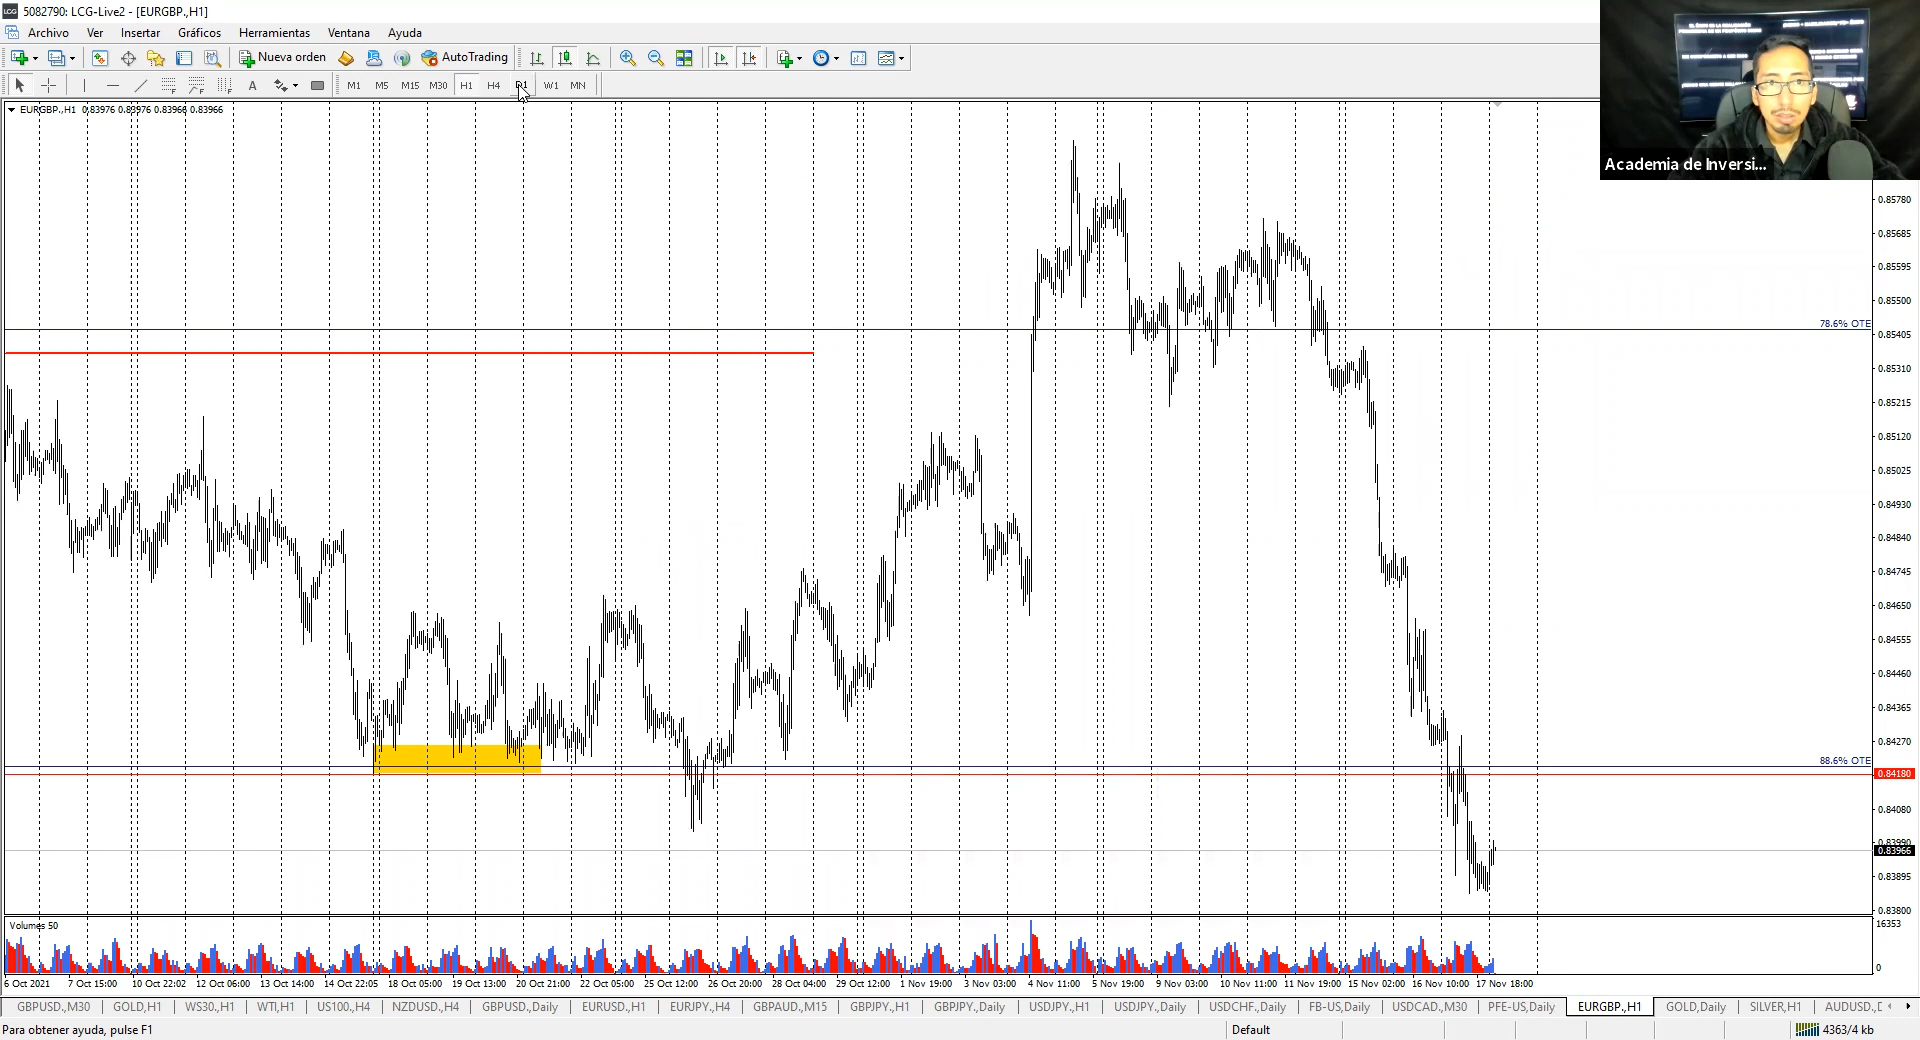 5082790: LCG-Live2 - [EURGBP.,H1]
Archivo Ver Insertar Gráficos Herramientas Ventana Ayuda
Nueva orden AutoTrading
A M1 M5 M15 M30 H1 H4 D1 W1 MN
EURGBP.,H1 0.83976 0.83976 0.83966 0.83966
Academia de Inversi...
0.85780
0.85685
0.85595
0.85500
78.6% OTE
0.85405
0.85310
0.85215
0.85120
0.85025
0.84930
0.84840
0.84745
0.84650
0.84555
0.84460
0.84365
0.84270
88.6% OTE
0.84180
0.84080
0.83990
0.83966
0.83895
0.83800
Volumes 50
16353
0
6 Oct 2021 7 Oct 15:00 10 Oct 22:02 12 Oct 06:00 13 Oct 14:00 14 Oct 22:05 18 Oct 05:00 19 Oct 13:00 20 Oct 21:00 22 Oct 05:00 25 Oct 12:00 26 Oct 20:00 28 Oct 04:00 29 Oct 12:00 1 Nov 19:00 3 Nov 03:00 4 Nov 11:00 5 Nov 19:00 9 Nov 03:00 10 Nov 11:00 11 Nov 19:00 15 Nov 02:00 16 Nov 10:00 17 Nov 18:00
GBPUSD.,M30 GOLD,H1 WS30.,H1 WTI,H1 US100.,H4 NZDUSD.,H4 GBPUSD.,Daily EURUSD.,H1 EURJPY.,H4 GBPAUD.,M15 GBPJPY.,H1 GBPJPY.,Daily USDJPY.,H1 USDJPY.,Daily USDCHF.,Daily FB-US,Daily USDCAD.,M30 PFE-US,Daily EURGBP.,H1 GOLD,Daily SILVER,H1 AUDUSD.,D
Para obtener ayuda, pulse F1 Default 4363/4 kb